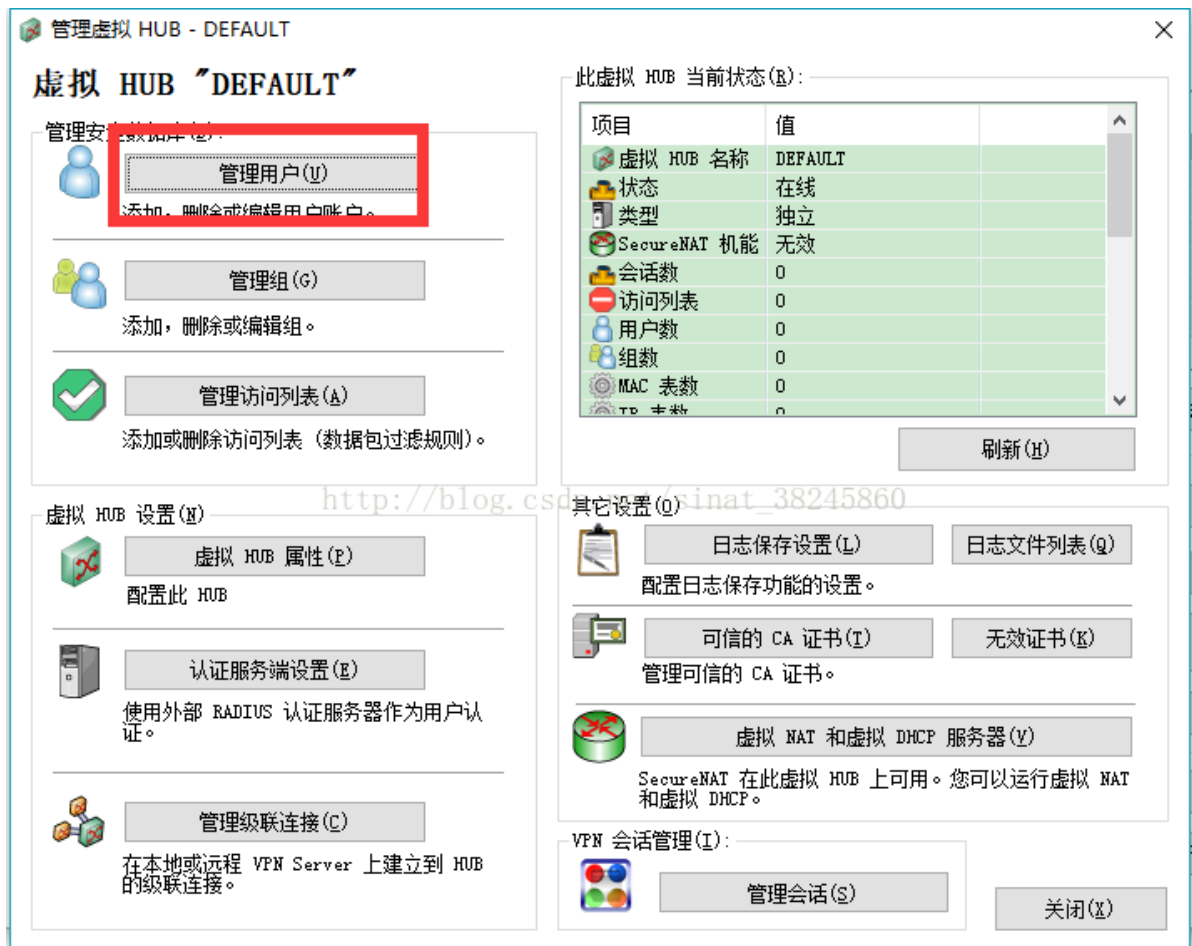 管理虚拟 HUB - DEFAULT
虚拟 HUB "DEFAULT"
管理用户(U)
添加，删除或编辑用户账户。
管理组(G)
添加，删除或编辑组。
管理访问列表(A)
添加或删除访问列表 (数据包过滤规则)。
此虚拟 HUB 当前状态(R):
项目 值
虚拟 HUB 名称 DEFAULT
状态 在线
类型 独立
SecureNAT 机能 无效
会话数 0
访问列表 0
用户数 0
组数 0
MAC 表数 0
IP 表数 0
刷新(H)
http://blog.csdn.net/sinat_38245860
虚拟 HUB 设置(N)
虚拟 HUB 属性(P)
配置此 HUB
认证服务端设置(E)
使用外部 RADIUS 认证服务器作为用户认
证。
管理级联连接(C)
在本地或远程 VPN Server 上建立到 HUB
的级联连接。
其它设置(O)
日志保存设置(L) 日志文件列表(Q)
配置日志保存功能的设置。
可信的 CA 证书(T) 无效证书(K)
管理可信的 CA 证书。
虚拟 NAT 和虚拟 DHCP 服务器(V)
SecureNAT 在此虚拟 HUB 上可用。您可以运行虚拟 NAT
和虚拟 DHCP。
VPN 会话管理(I):
管理会话(S)
关闭(X)